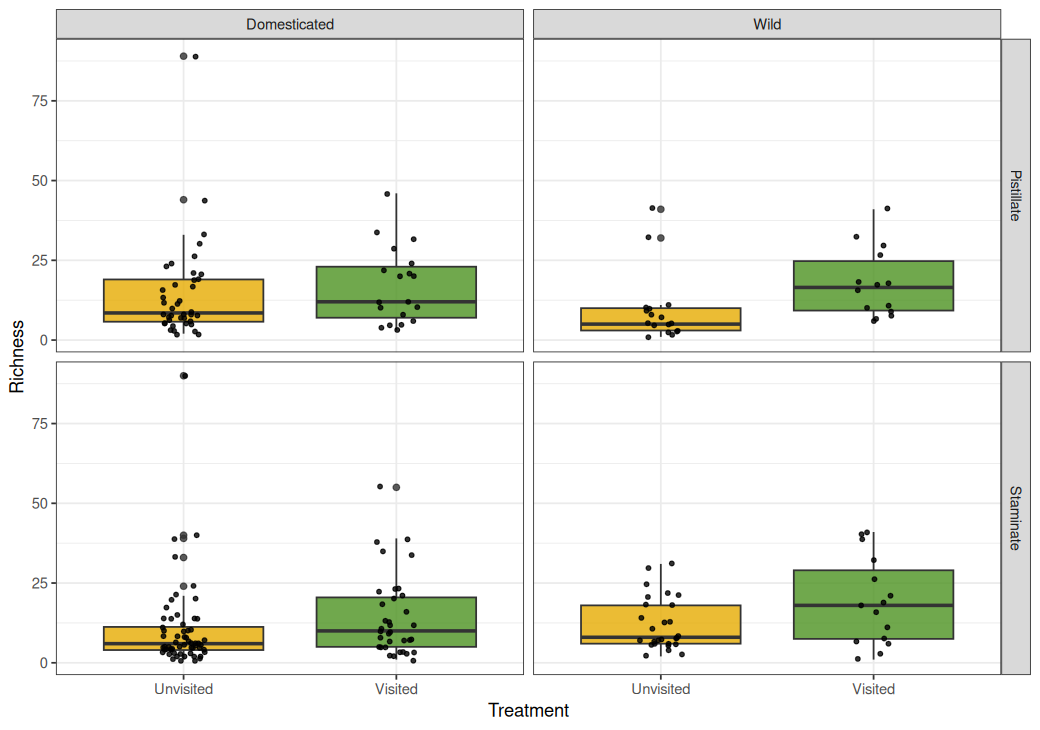 Domesticated
Wild
75
50
25
0
Pistillate
Richness
75
50
25
0
Staminate
Unvisited
Visited
Unvisited
Visited
Treatment